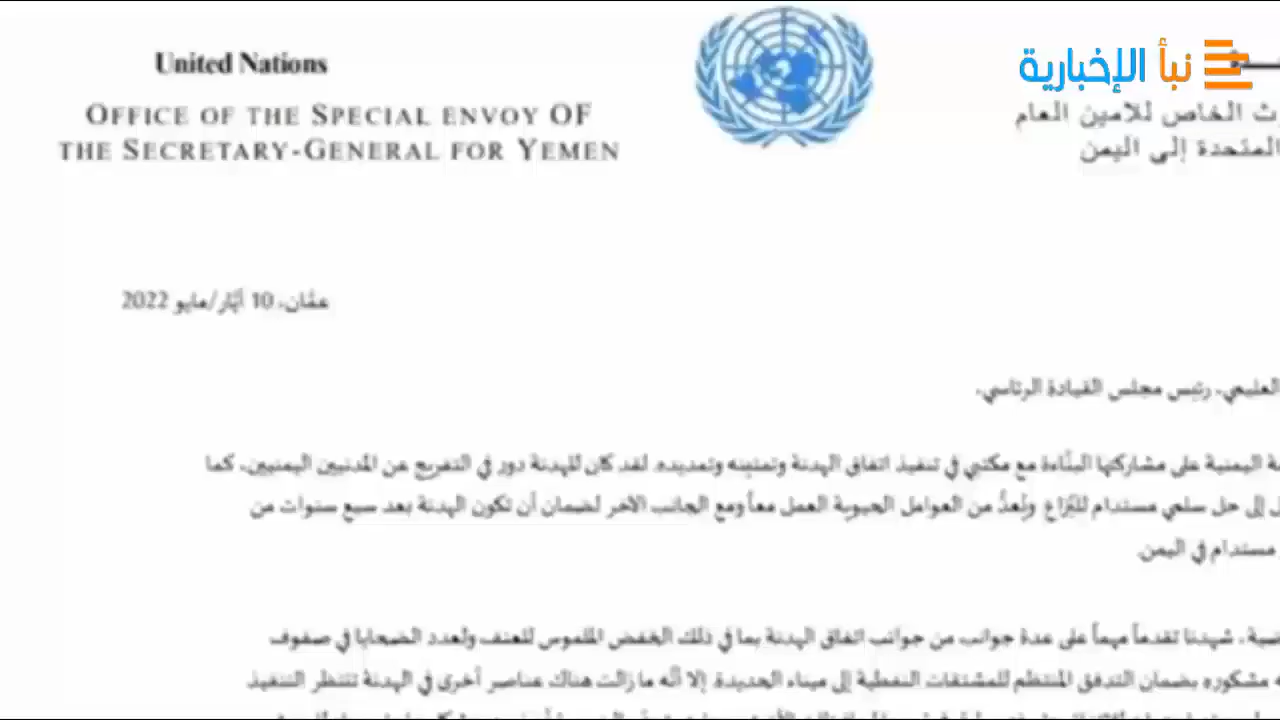 نبأ الإخبارية
United Nations
OFFICE OF THE SPECIAL ENVOY OF
THE SECRETARY-GENERAL FOR YEMEN
الخاص للامين العام
المتحدة إلى اليمن
عمّان، 10 أيّار/مايو 2022
العليمي، رئيس مجلس القيادة الرئاسي،
اليمنية على مشاركتها البنّاءة مع مكتبي في تنفيذ اتفاق الهدنة وتمتينه وتمديده. لقد كان للهدنة دور في التفريج عن المدنيين اليمنيين، كما
إلى حل سلمي مستدام للنّزاع. ولعدُّ من العوامل الحيوية العمل معاً ومع الجانب الآخر لضمان أن تكون الهدنة بعد سبع سنوات من
مستدام في اليمن.
شهدنا تقدماً مهماً على عدة جوانب من جوانب اتفاق الهدنة بما في ذلك الخفض الملموس للعنف ولعدد الضحايا في صفوف
مشكوره بضمان التدفق المنتظم للمشتقات النفطية إلى ميناء الحديدة. إلا أنّه ما زالت هناك عناصر أخرى في الهدنة تنتظر التنفيذ